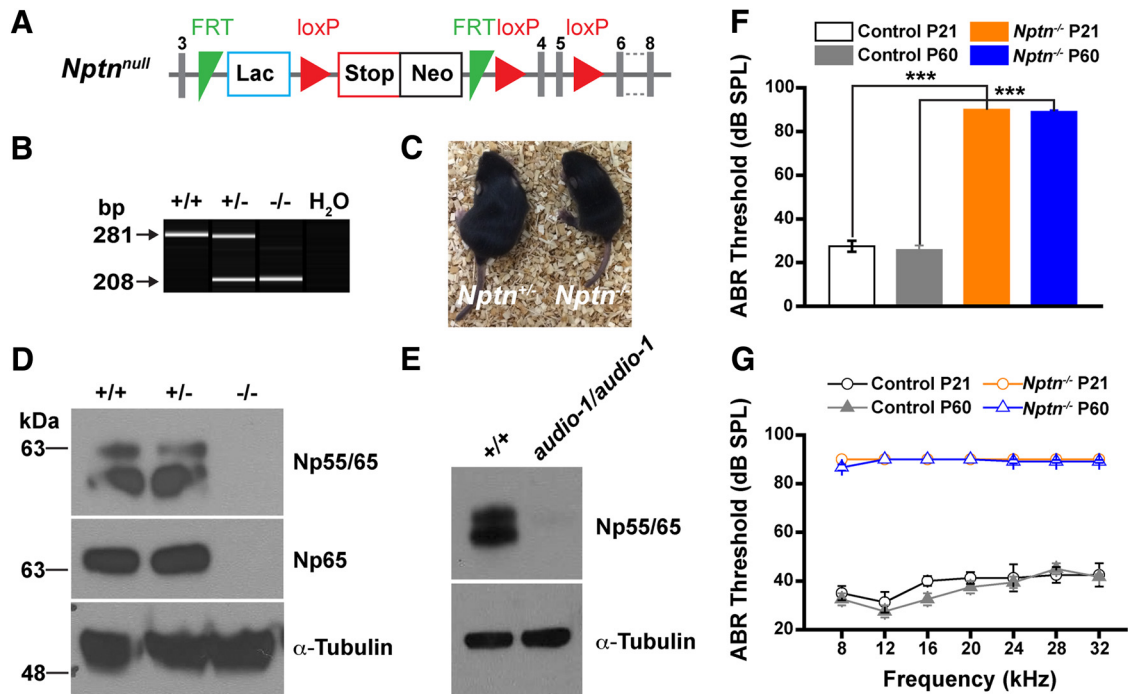 A
FRT loxP FRT loxP loxP
3 4 5 6 8
Nptn^null Lac Stop Neo
B
+/+ +/- -/- H₂O
bp
281
208
C
Nptn+/- Nptn-/-
D
+/+ +/- -/-
kDa
63
Np55/65
63
Np65
48
α-Tubulin
E
+/+ audio-1/audio-1
Np55/65
α-Tubulin
F
Control P21 Nptn-/- P21
Control P60 Nptn-/- P60
ABR Threshold (dB SPL)
*** ***
100
80
60
40
20
0
G
Control P21 Nptn-/- P21
Control P60 Nptn-/- P60
ABR Threshold (dB SPL)
100
80
60
40
20
8 12 16 20 24 28 32
Frequency (kHz)